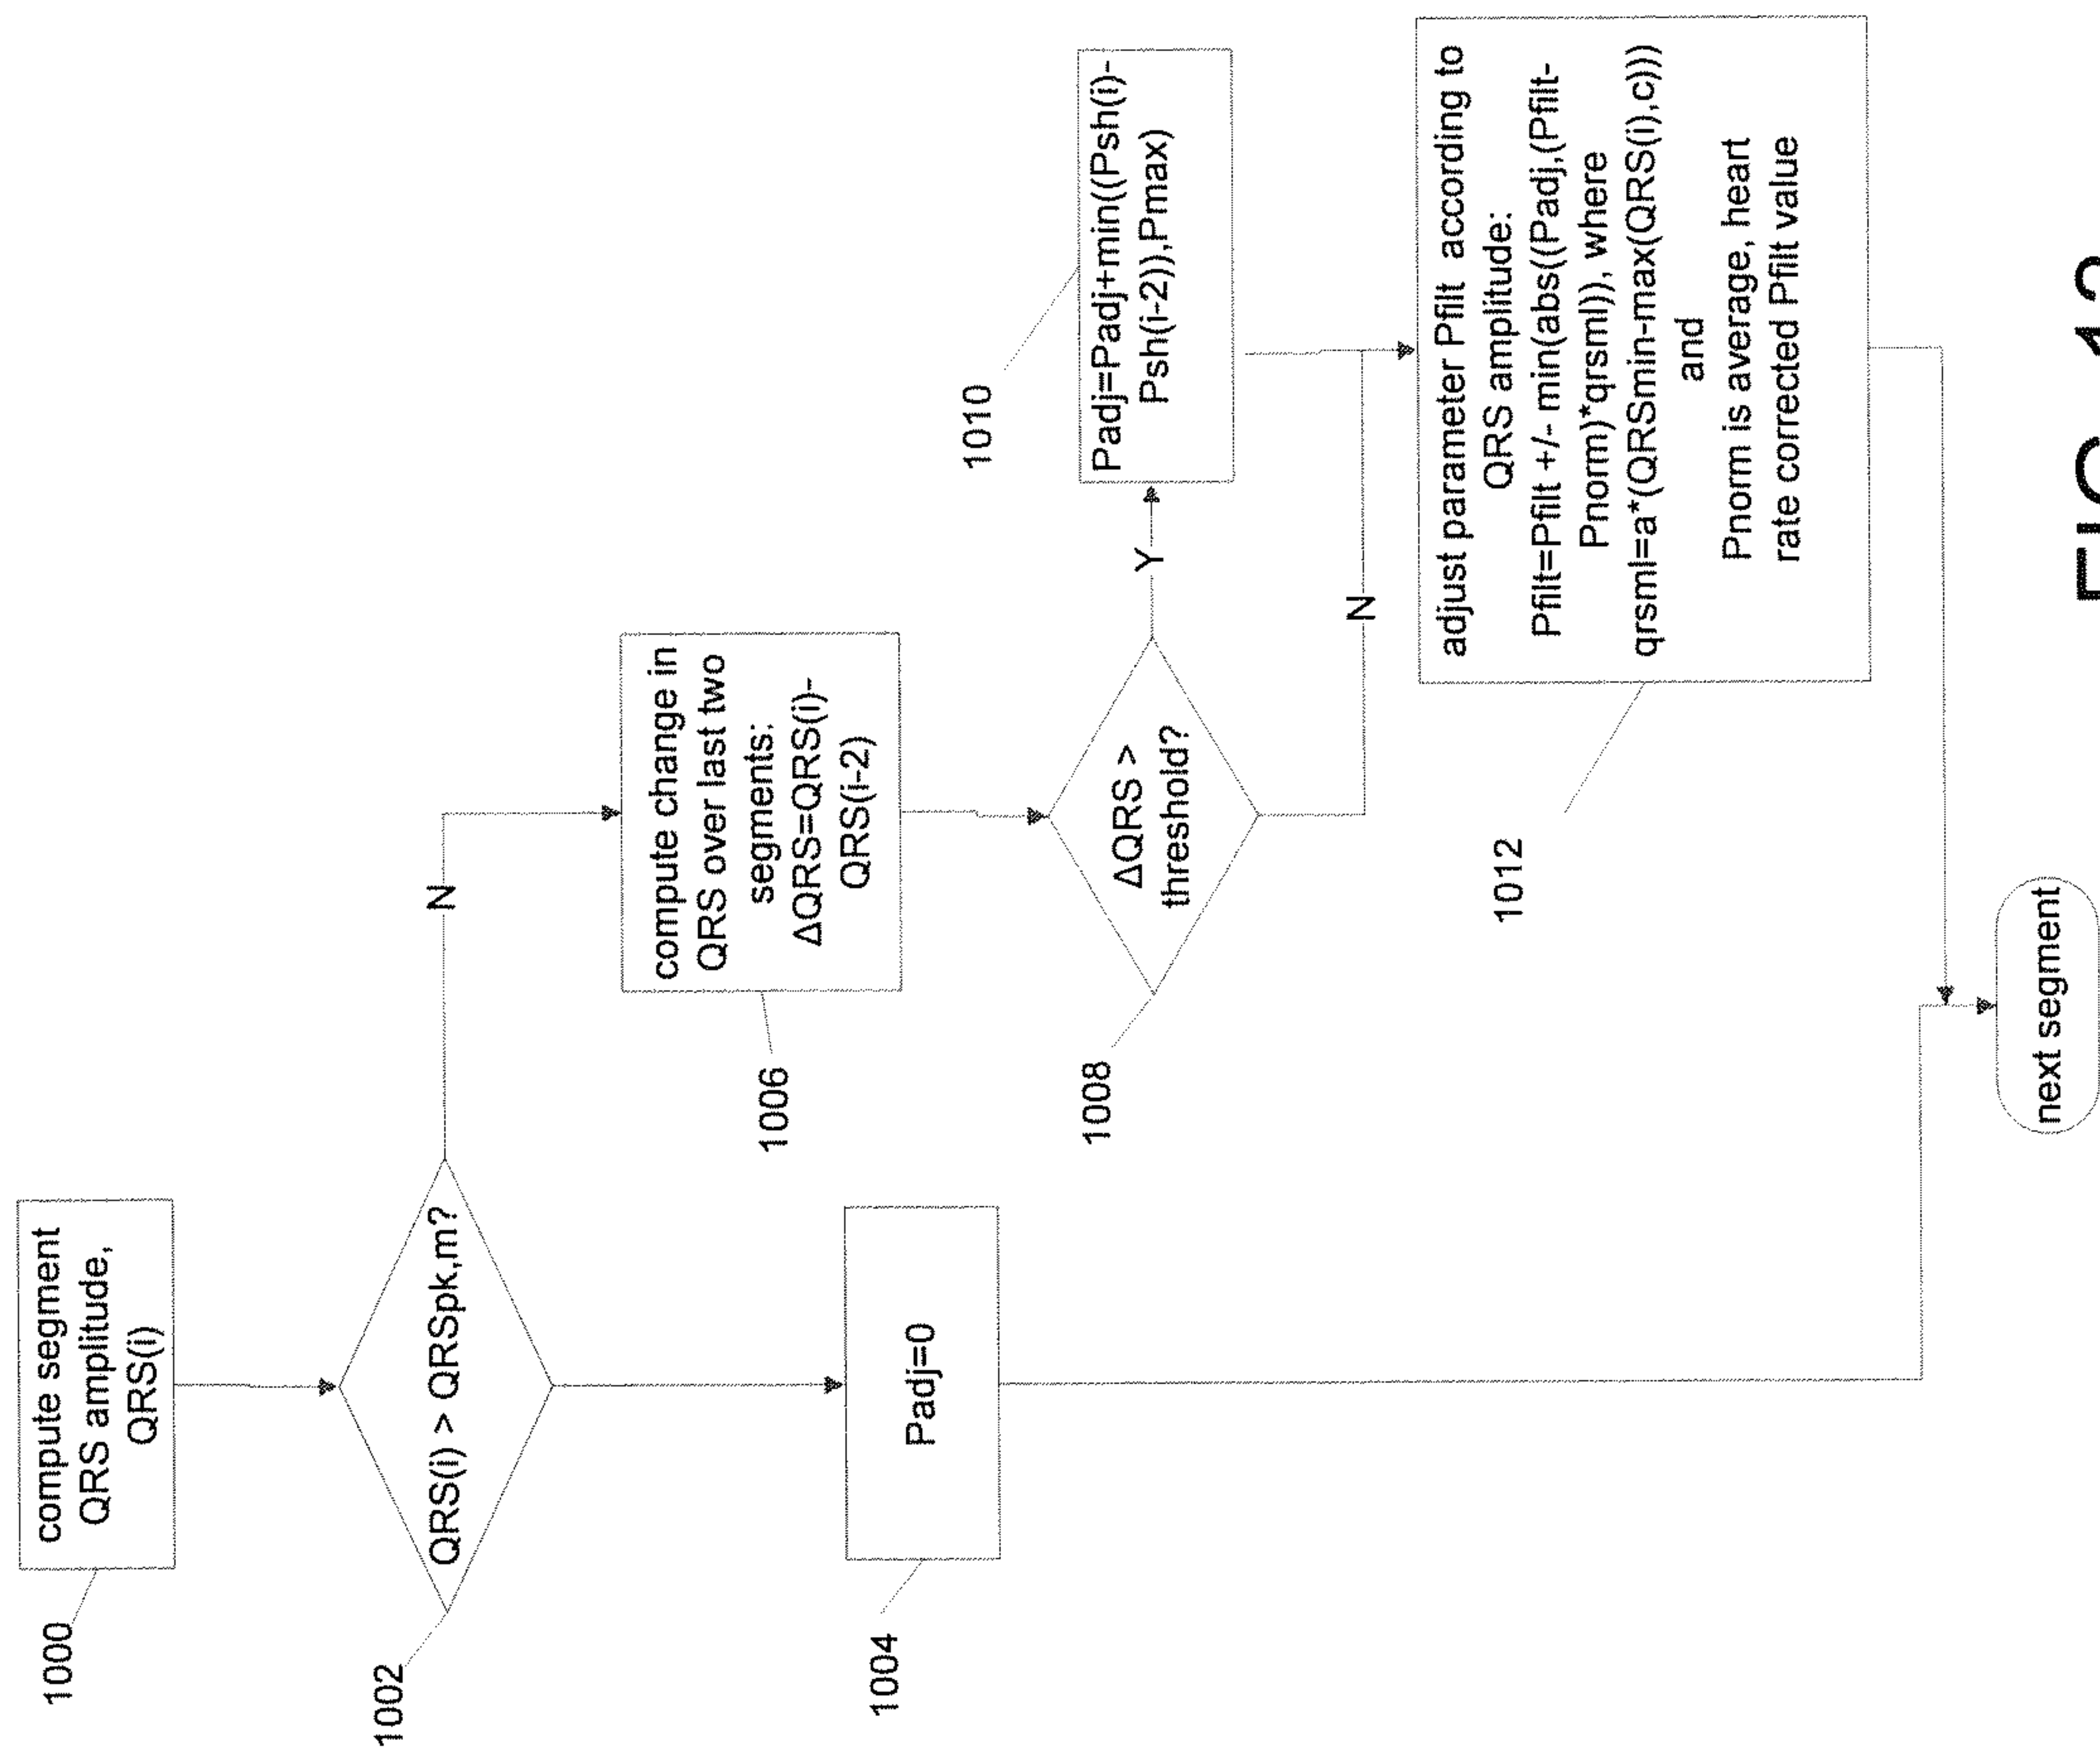 1000
compute segment
QRS amplitude,
QRS(i)
1002
QRS(i) > QRSpk,m?
N
1004
Padj=0
1006
compute change in
QRS over last two
segments:
ΔQRS=QRS(i)-
QRS(i-2)
1008
ΔQRS >
threshold?
Y
N
1010
Padj=Padj+min((Psh(i)-
Psh(i-2)),Pmax)
1012
adjust parameter Pfilt according to
QRS amplitude:
Pfilt=Pfilt +/- min(abs((Padj,(Pfilt-
Pnorm)*qrsml)), where
qrsml=a*(QRSmin-max(QRS(i),c)))
and
Pnorm is average, heart
rate corrected Pfilt value
next segment